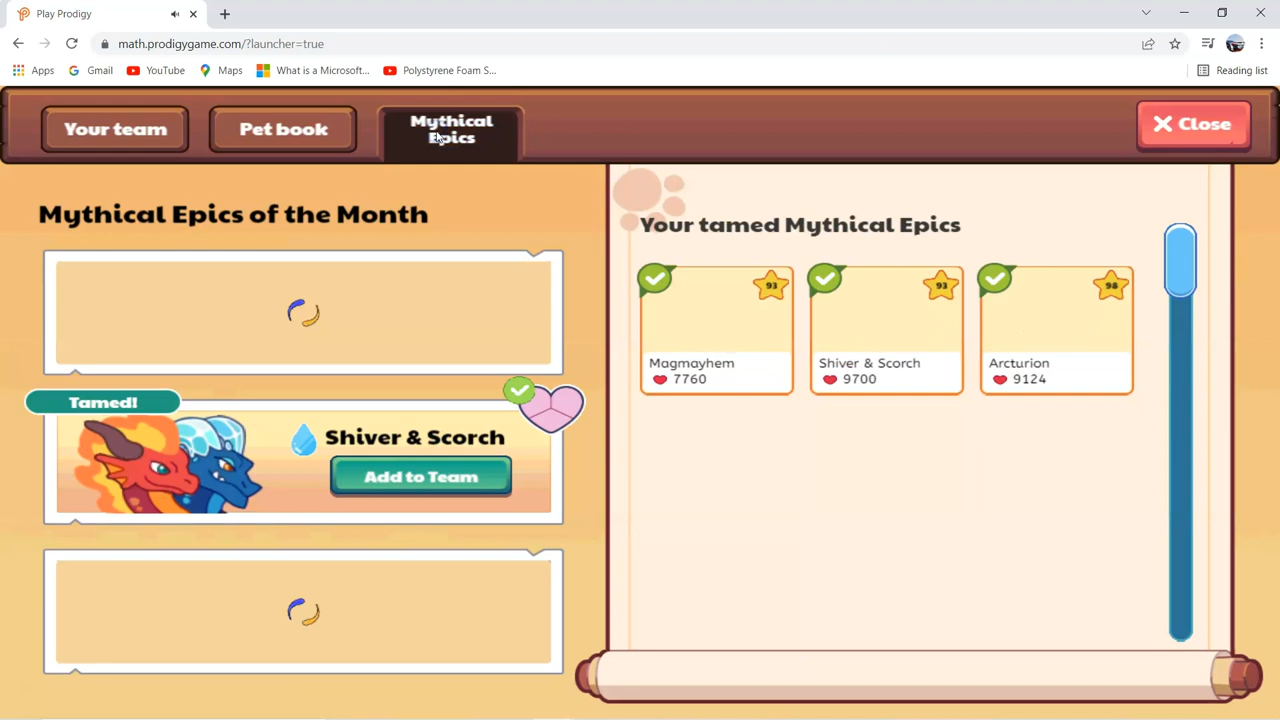 Play Prodigy
math.prodigygame.com/?launcher=true
Apps
Gmail
YouTube
Maps
What is a Microsoft...
Polystyrene Foam S...
Reading list
Your team
Pet book
Mythical
Epics
Close
Mythical Epics of the Month
Tamed!
Shiver & Scorch
Add to Team
Your tamed Mythical Epics
93
Magmayhem
7760
93
Shiver & Scorch
9700
98
Arcturion
9124